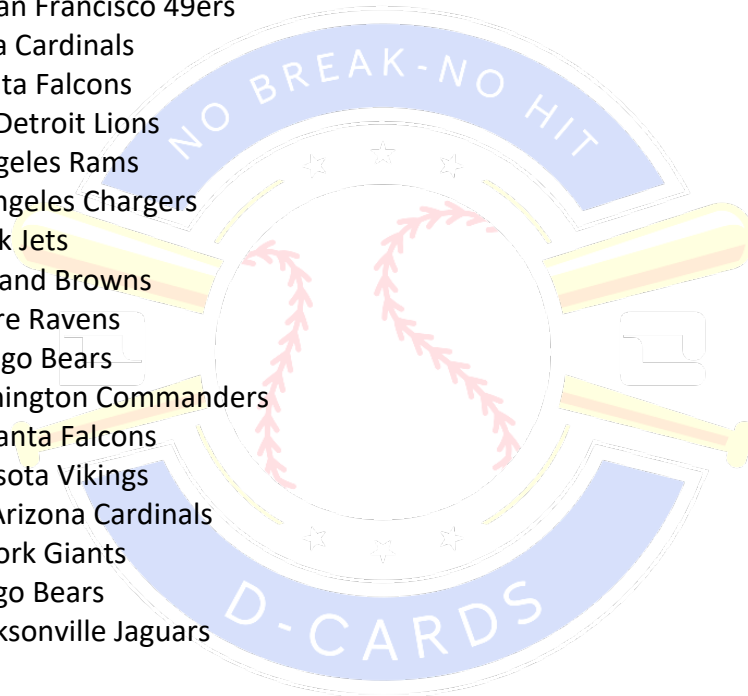 an Francisco 49ers
a Cardinals
ta Falcons
Detroit Lions
geles Rams
ngeles Chargers
k Jets
and Browns
re Ravens
go Bears
ington Commanders
anta Falcons
sota Vikings
Arizona Cardinals
ork Giants
go Bears
ksonville Jaguars
NO BREAK-NO HIT
D-CARDS